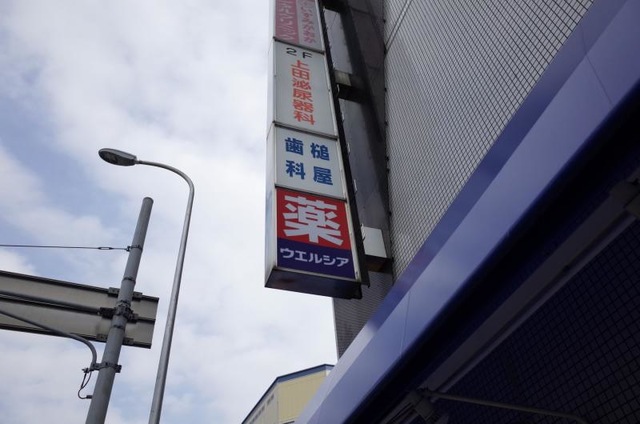 2F
上田泌尿器科
槌屋
歯科
薬
ウエルシア